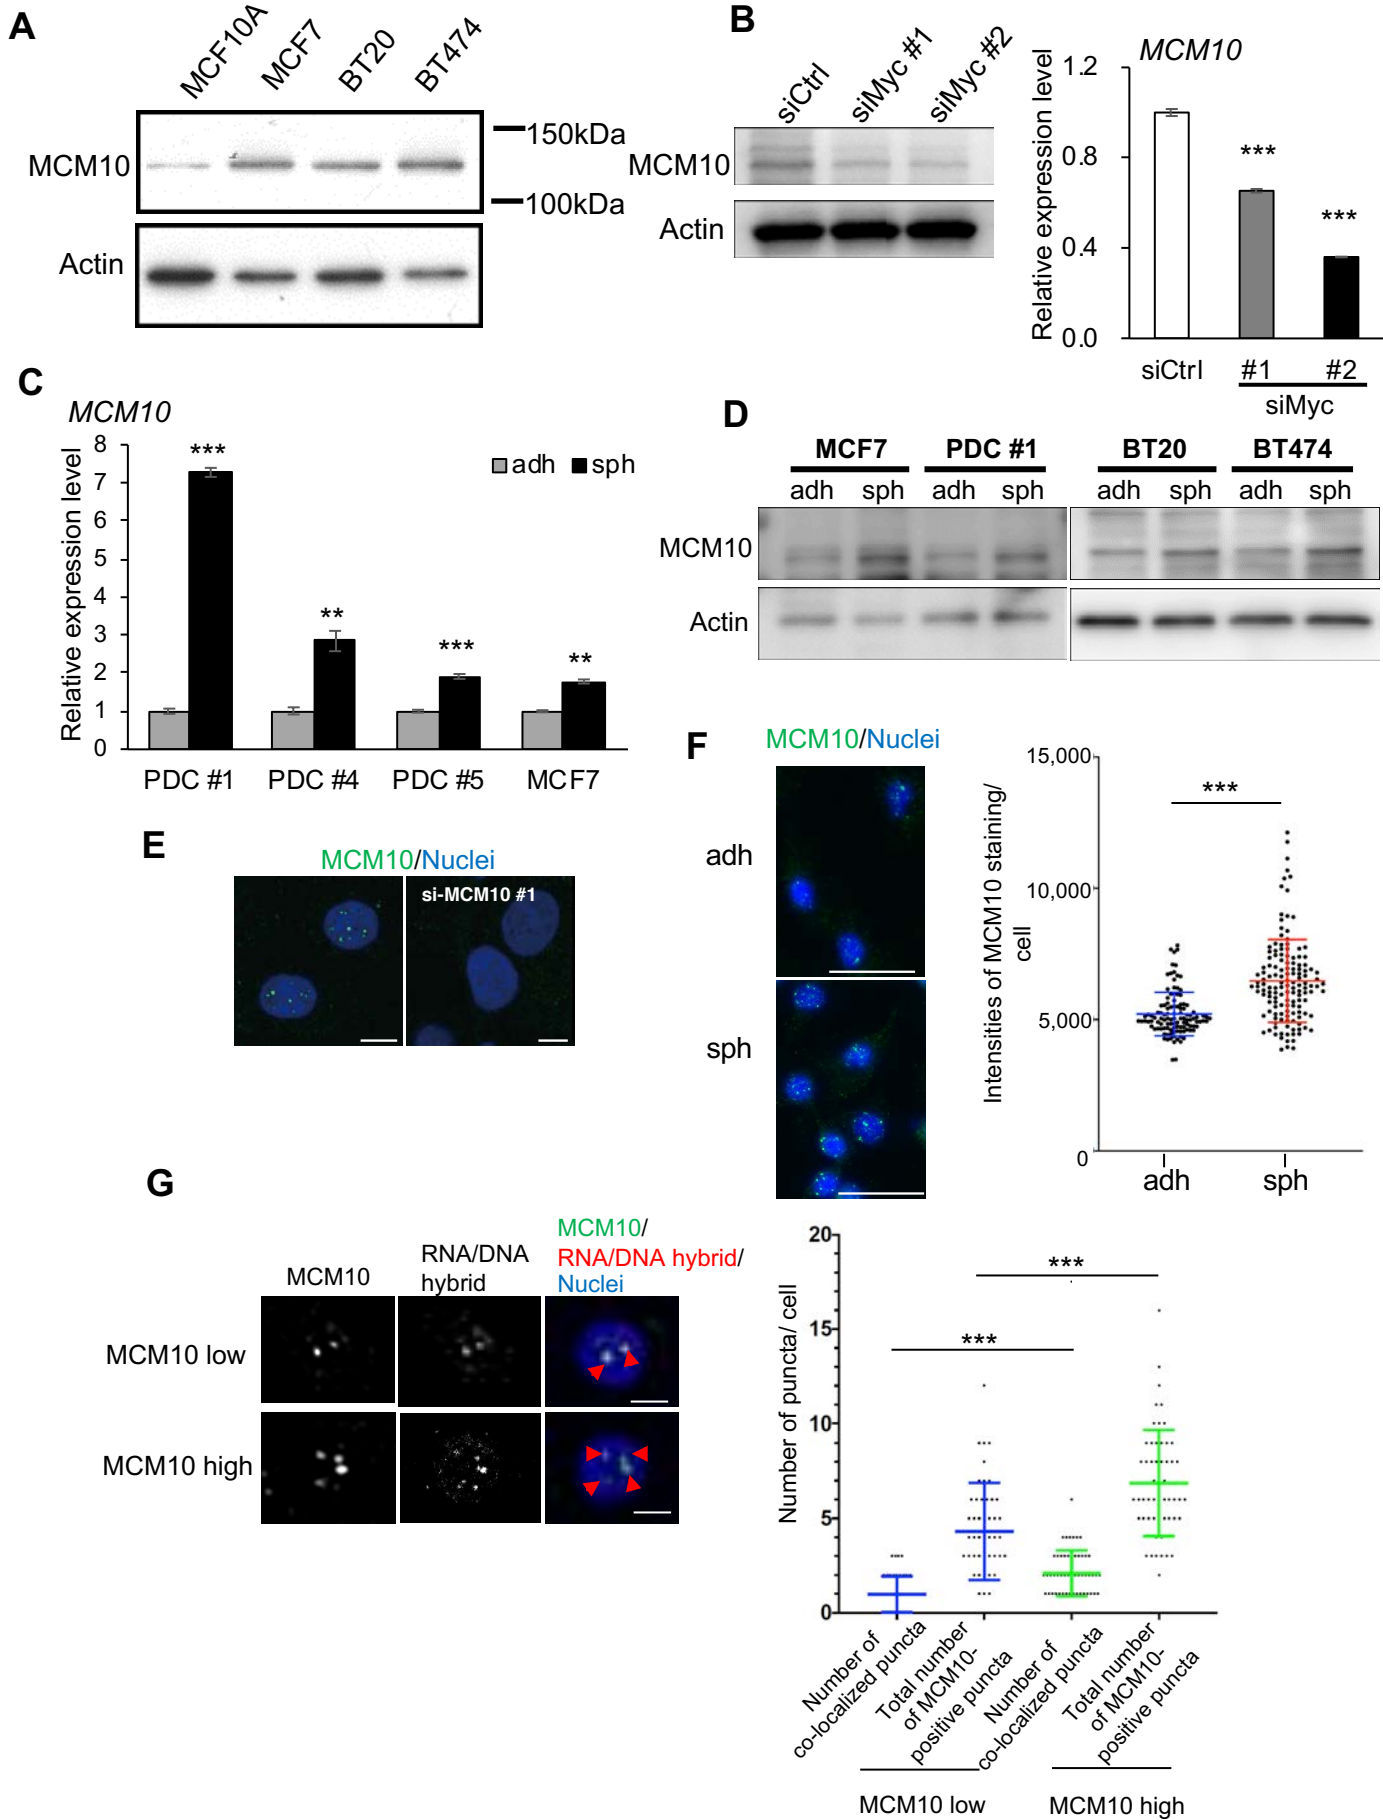 A
MCF10A
MCF7
BT20
BT474
MCM10
150kDa
100kDa
Actin
B
siCtrl
siMyc #1
siMyc #2
MCM10
Actin
MCM10
Relative expression level
1.2
0.8
0.4
0.0
***
***
siCtrl
#1
#2
siMyc
C
MCM10
Relative expression level
8
7
6
5
4
3
2
1
0
adh
sph
***
**
***
**
PDC #1
PDC #4
PDC #5
MCF7
D
MCF7
PDC #1
BT20
BT474
adh
sph
adh
sph
adh
sph
adh
sph
MCM10
Actin
E
MCM10/Nuclei
si-MCM10 #1
F
MCM10/Nuclei
adh
sph
Intensities of MCM10 staining/
cell
15,000
10,000
5,000
0
***
adh
sph
G
MCM10
RNA/DNA
hybrid
MCM10/
RNA/DNA hybrid/
Nuclei
MCM10 low
MCM10 high
Number of puncta/ cell
20
15
10
5
0
***
***
Number of
co-localized puncta
Total number
of MCM10-
positive puncta
Number of
co-localized puncta
Total number
of MCM10-
positive puncta
MCM10 low
MCM10 high